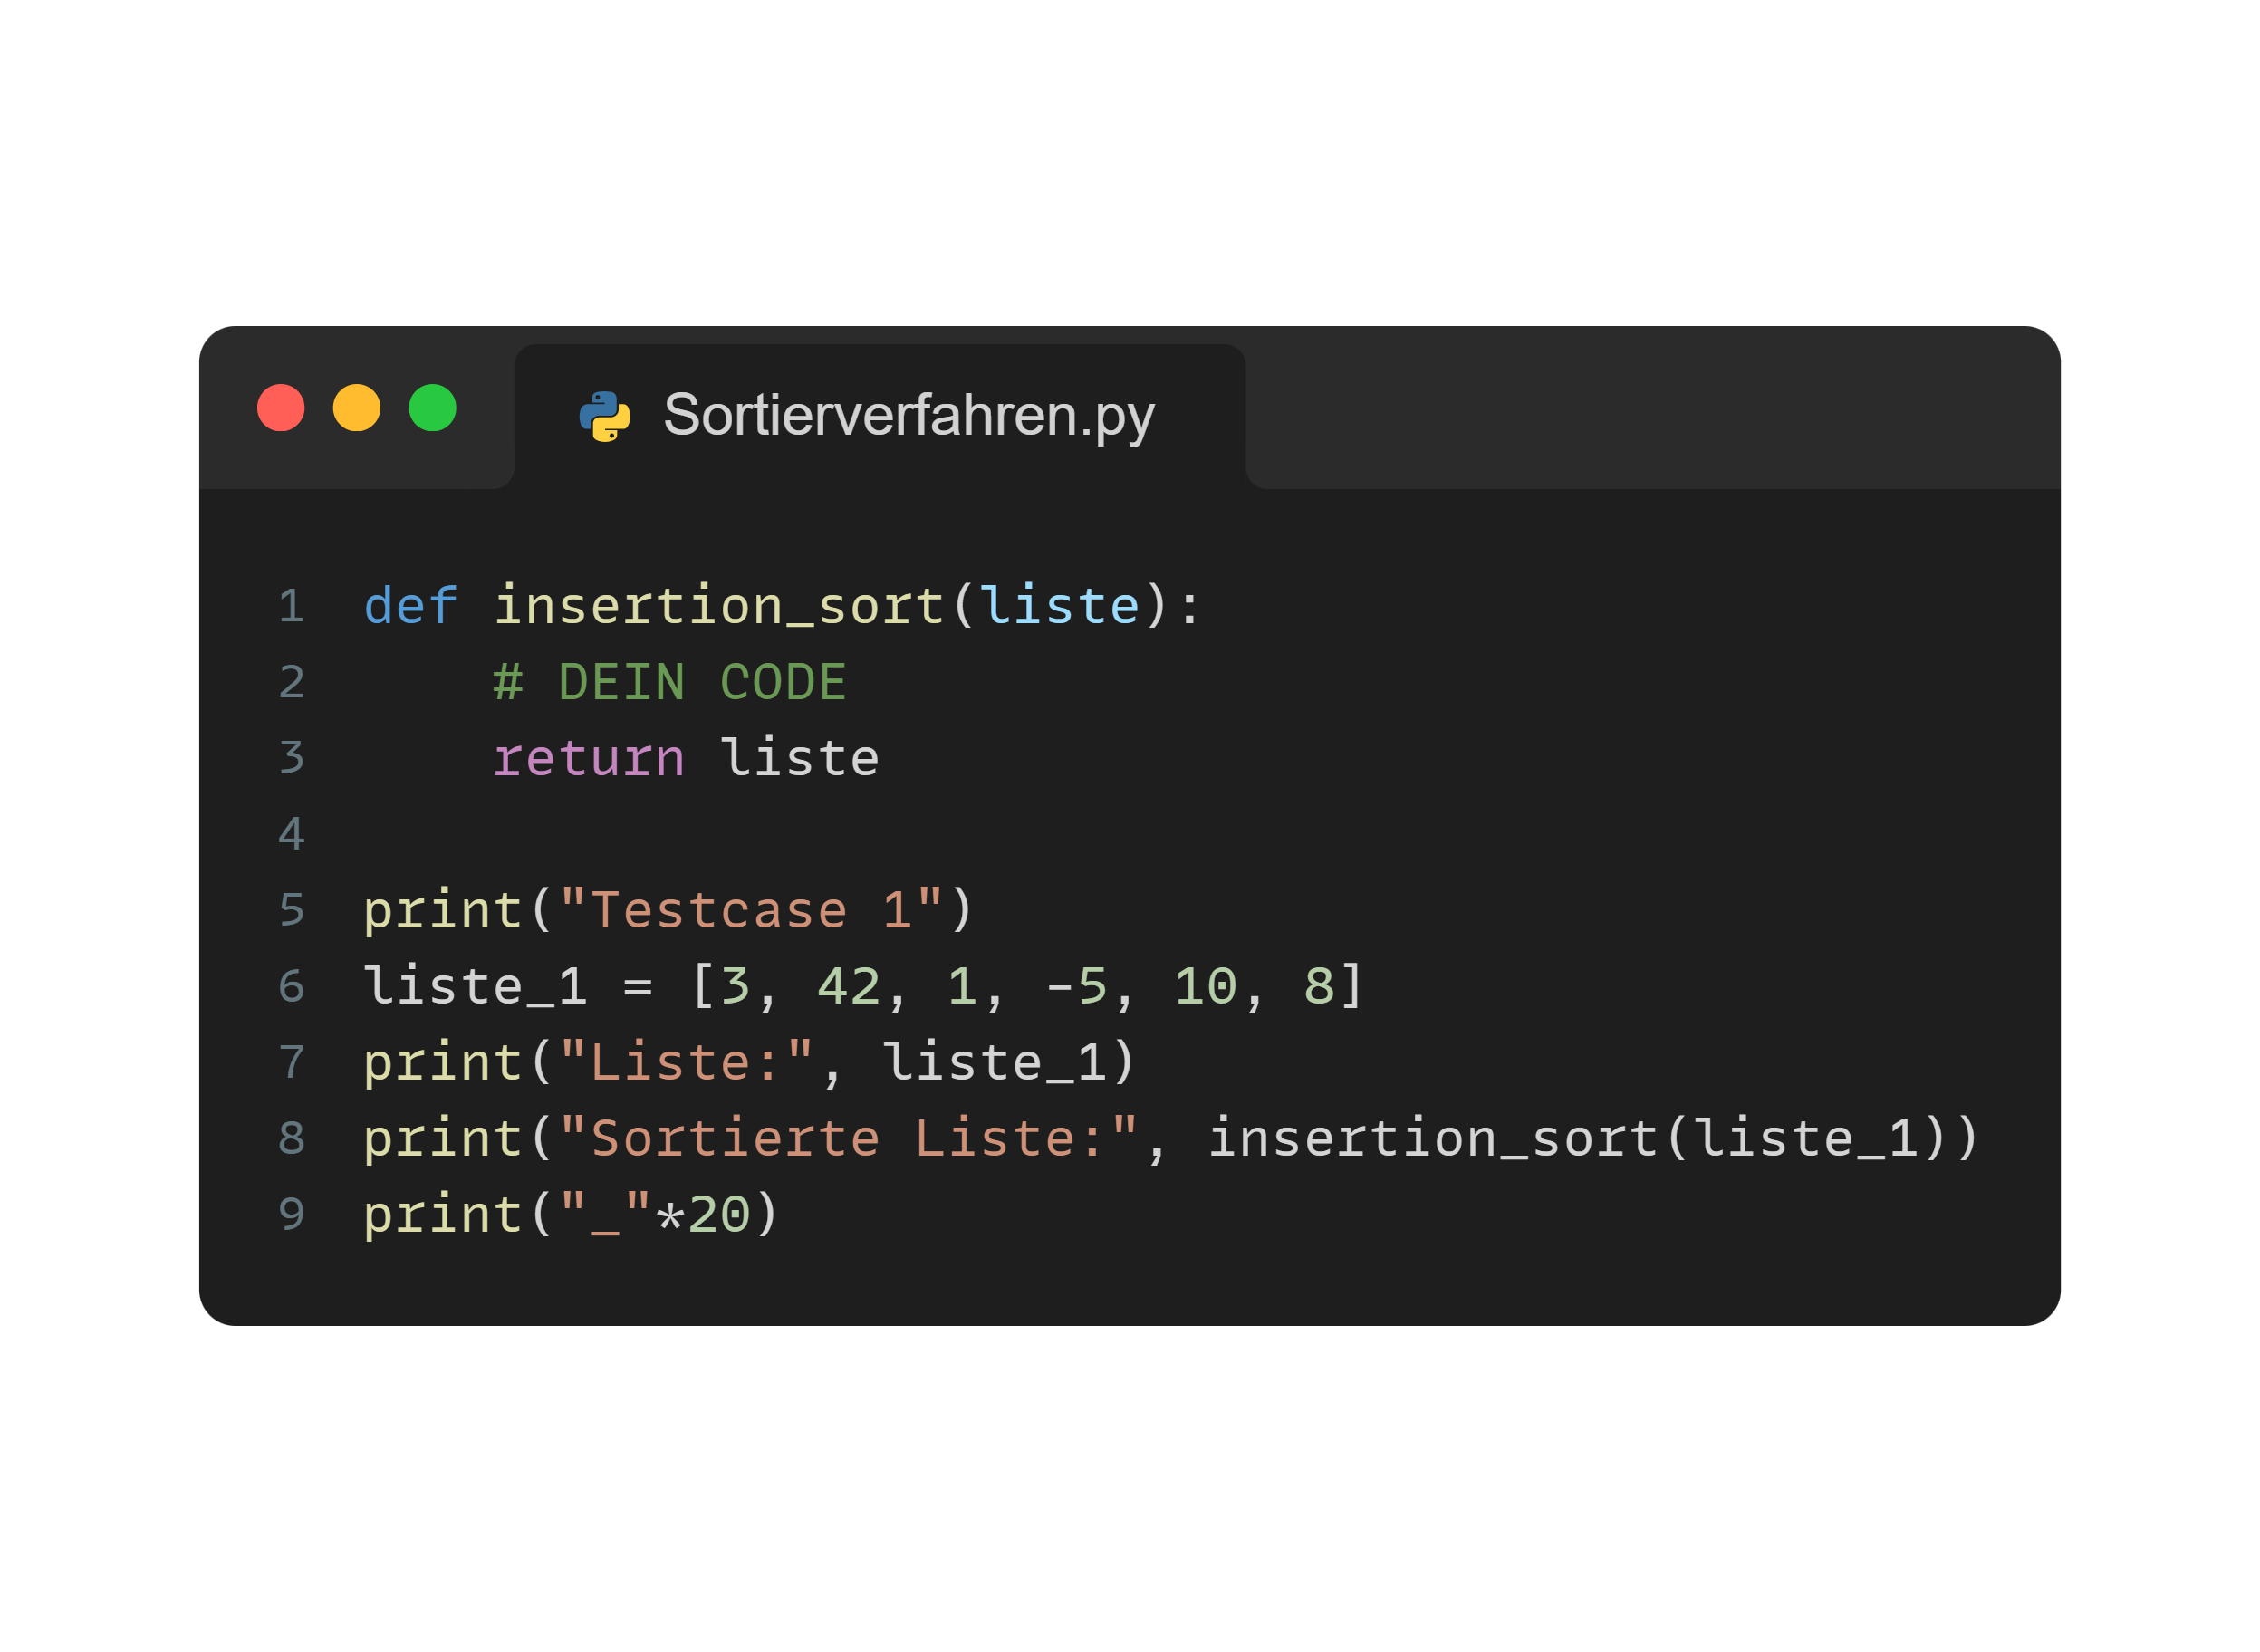 Sortierverfahren.py
1 def insertion_sort(liste):
2     # DEIN CODE
3     return liste
4
5 print("Testcase 1")
6 liste_1 = [3, 42, 1, -5, 10, 8]
7 print("Liste:", liste_1)
8 print("Sortierte Liste:", insertion_sort(liste_1))
9 print("_"*20)